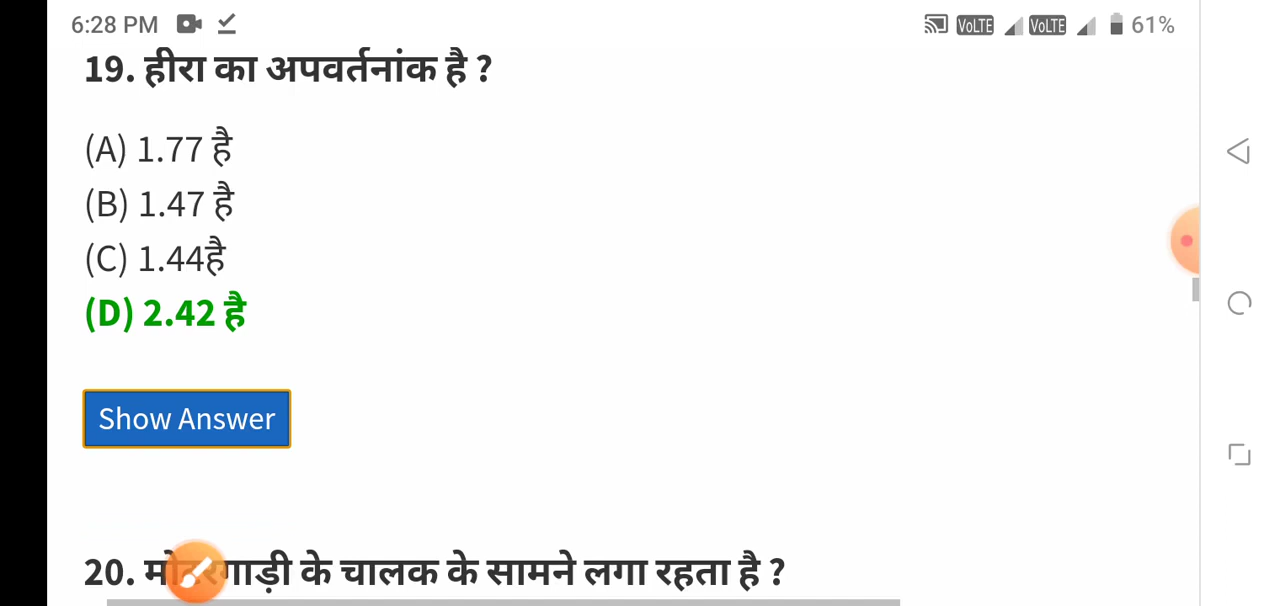 6:28 PM VoLTE VoLTE 61%
19. हीरा का अपवर्तनांक है ?
(A) 1.77 है
(B) 1.47 है
(C) 1.44है
(D) 2.42 है
Show Answer
20. मोटरगाड़ी के चालक के सामने लगा रहता है ?